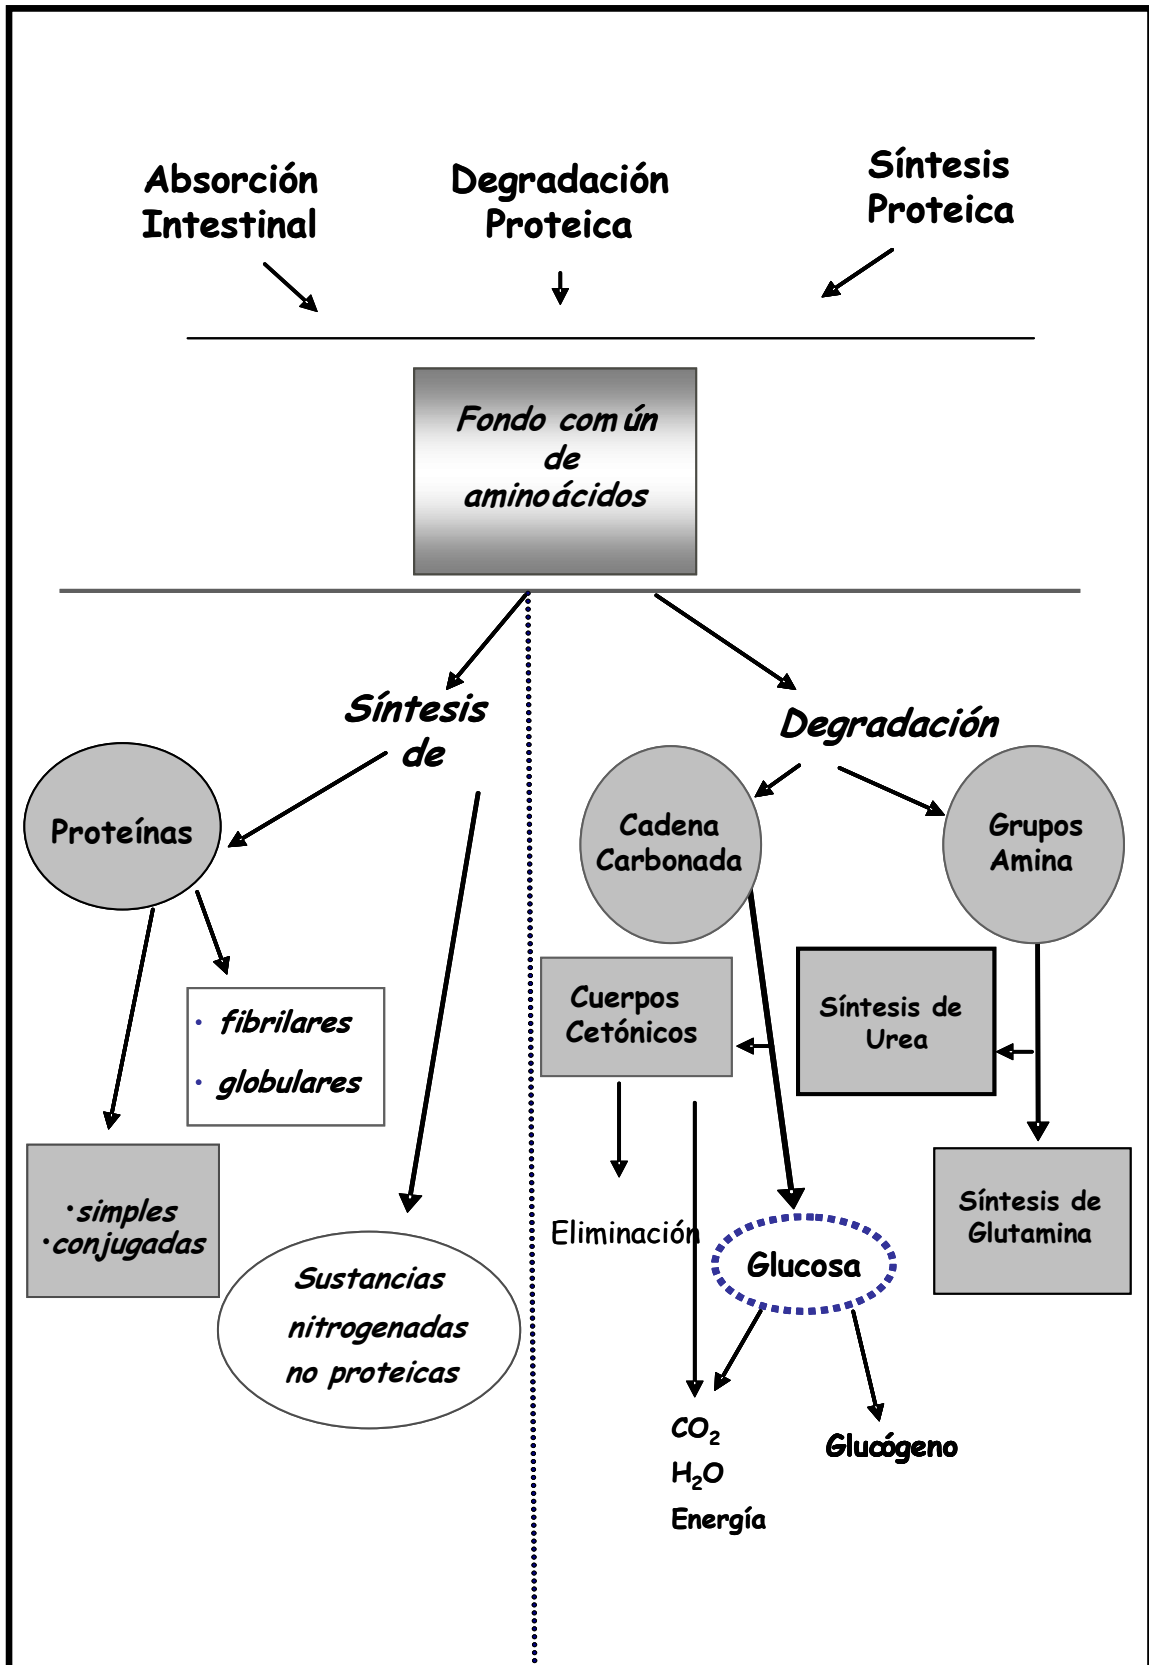 Absorción
Intestinal
Degradación
Proteica
Síntesis
Proteica
Fondo común
de
aminoácidos
Síntesis
de
Degradación
Proteínas
Cadena
Carbonada
Grupos
Amina
• fibrilares
• globulares
Cuerpos
Cetónicos
Síntesis de
Urea
•simples
•conjugadas
Eliminación
Síntesis de
Glutamina
Glucosa
Sustancias
nitrogenadas
no proteicas
CO₂
H₂O
Energía
Glucógeno